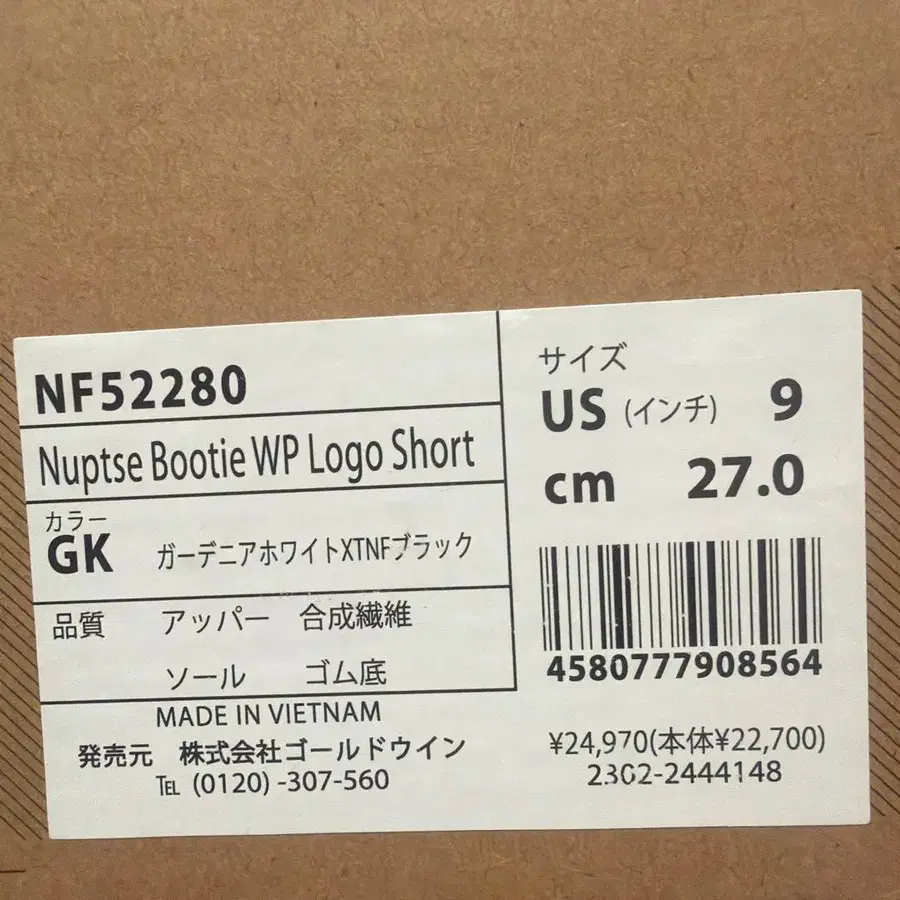 NF52280
Nuptse Bootie WP Logo Short
カラー
GK ガーデニアホワイトXTNFブラック
品質 アッパー 合成繊維
ソール ゴム底
MADE IN VIETNAM
発売元 株式会社ゴールドウイン
TEL (0120) -307-560
サイズ
US (インチ) 9
cm 27.0
4580777908564
¥24,970(本体¥22,700)
2302-2444148